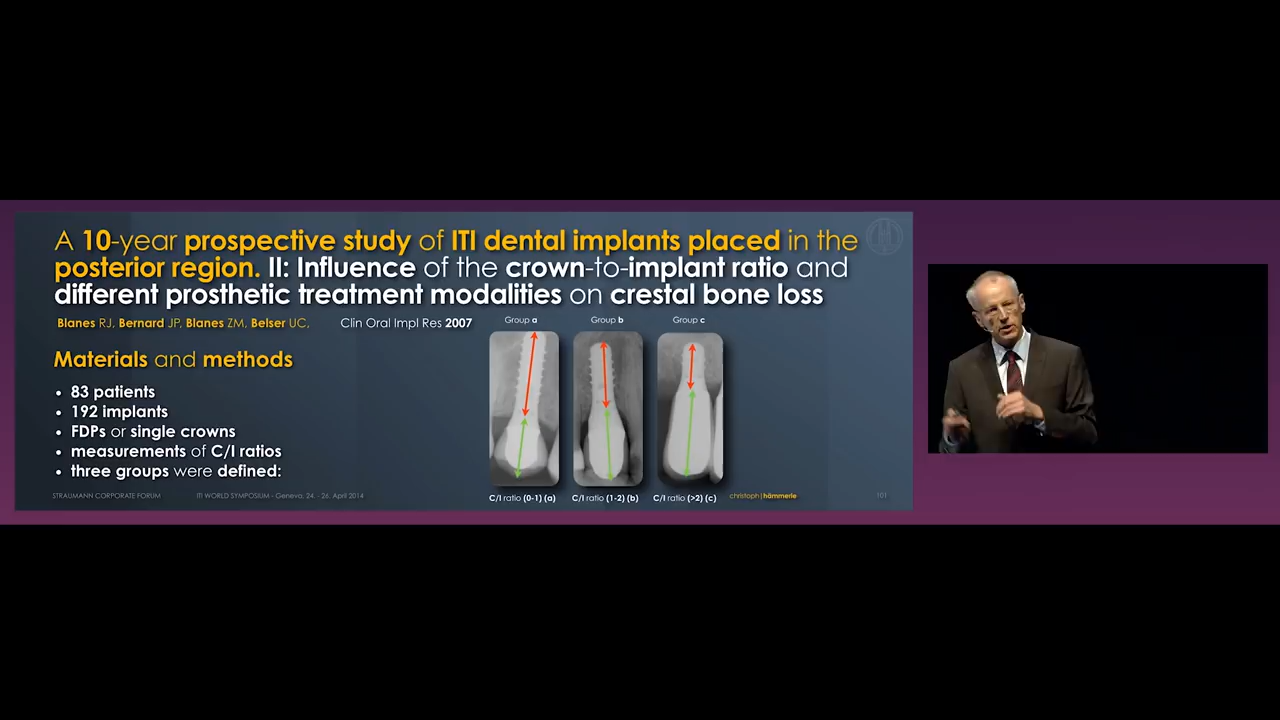 A 10-year prospective study of ITI dental implants placed in the
posterior region. II: Influence of the crown-to-implant ratio and
different prosthetic treatment modalities on crestal bone loss
Blanes RJ, Bernard JP, Blanes ZM, Belser UC, Clin Oral Impl Res 2007
Group a Group b Group c
Materials and methods
• 83 patients
• 192 implants
• FDPs or single crowns
• measurements of C/I ratios
• three groups were defined:
C/I ratio (0-1) (a) C/I ratio (1-2) (b) C/I ratio (>2) (c)
STRAUMANN CORPORATE FORUM ITI WORLD SYMPOSIUM - Geneva, 24. - 26. April 2014 christoph|hämmerle 101